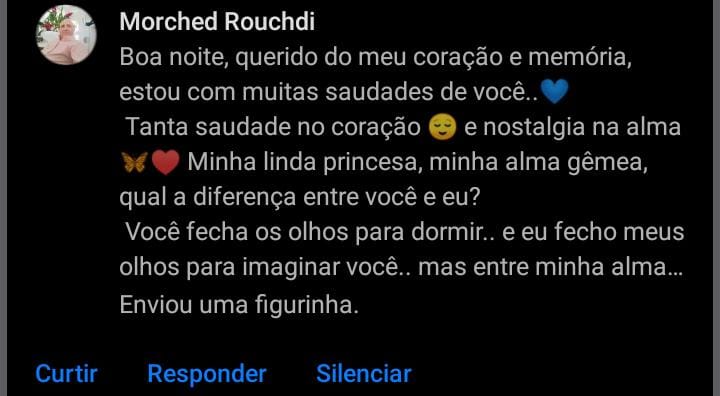 Morched Rouchdi
Boa noite, querido do meu coração e memória,
estou com muitas saudades de você..💙
Tanta saudade no coração 😌 e nostalgia na alma
🦋♥️ Minha linda princesa, minha alma gêmea,
qual a diferença entre você e eu?
Você fecha os olhos para dormir.. e eu fecho meus
olhos para imaginar você.. mas entre minha alma...
Enviou uma figurinha.
Curtir Responder Silenciar